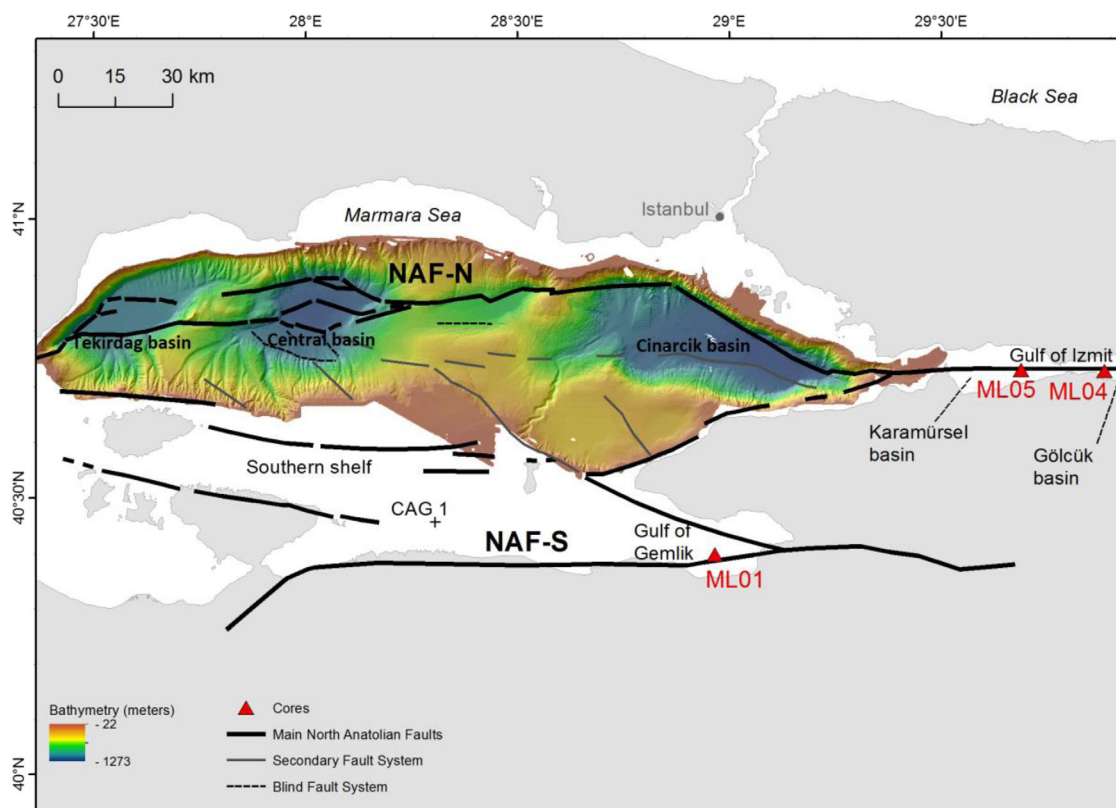 27°30'E
28°E
28°30'E
29°E
29°30'E
0 15 30 km
Black Sea
41°N
Istanbul
Marmara Sea
NAF-N
Tekirdag basin
Central basin
Cinarcik basin
Gulf of Izmit
ML05
ML04
Karamürsel
basin
Gölcük
basin
Southern shelf
40°30'N
CAG 1
+
NAF-S
Gulf of
Gemlik
ML01
Bathymetry (meters)
- 22
- 1273
Cores
Main North Anatolian Faults
Secondary Fault System
Blind Fault System
40°N